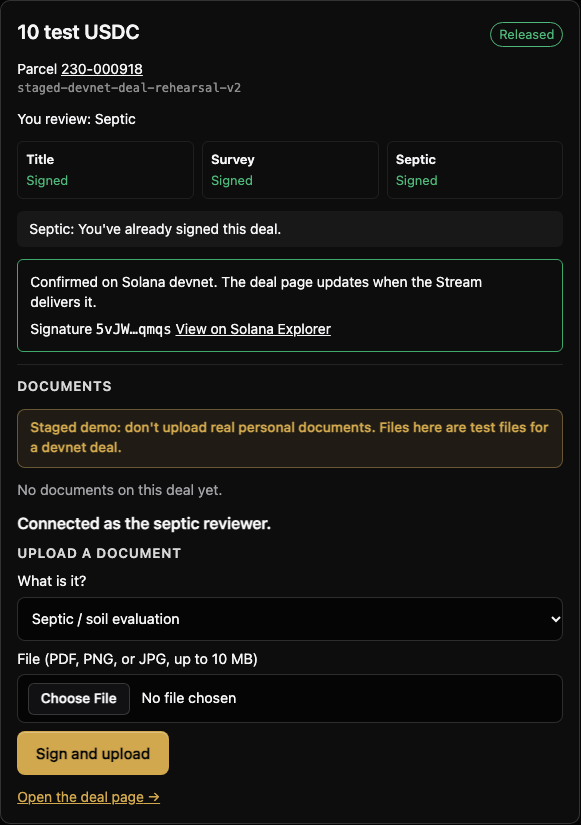 10 test USDC
Released
Parcel 230-000918
staged-devnet-deal-rehearsal-v2
You review: Septic
Title
Signed
Survey
Signed
Septic
Signed
Septic: You've already signed this deal.
Confirmed on Solana devnet. The deal page updates when the Stream
delivers it.
Signature 5vJW…qmqs View on Solana Explorer
DOCUMENTS
Staged demo: don't upload real personal documents. Files here are test files for
a devnet deal.
No documents on this deal yet.
Connected as the septic reviewer.
UPLOAD A DOCUMENT
What is it?
Septic / soil evaluation
File (PDF, PNG, or JPG, up to 10 MB)
Choose File No file chosen
Sign and upload
Open the deal page →